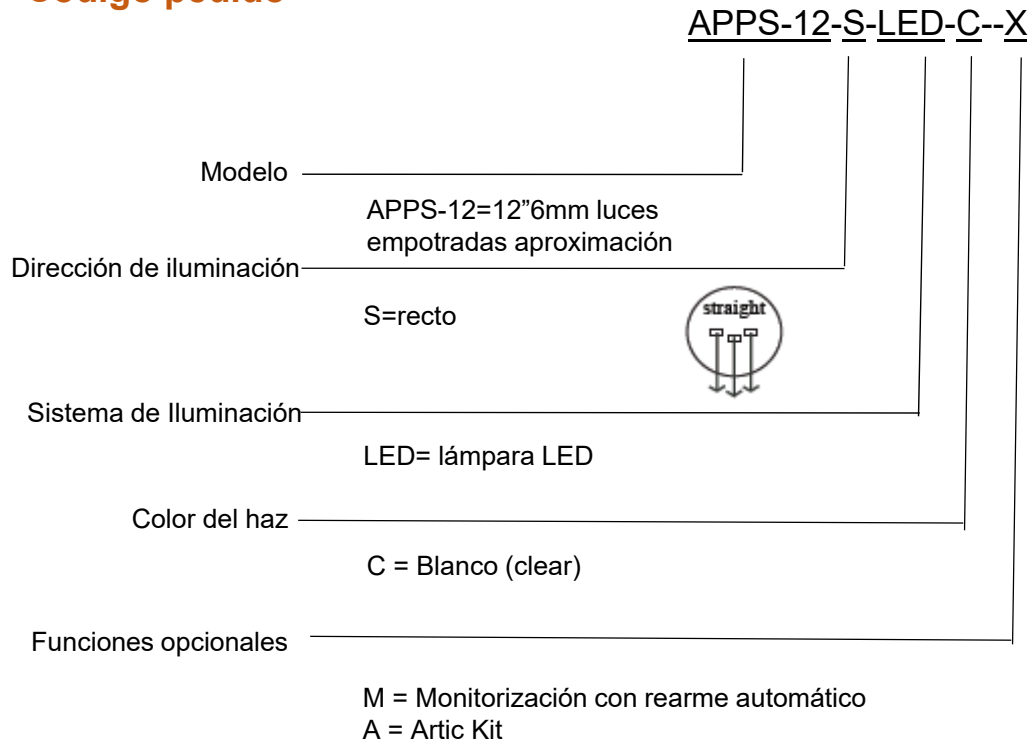 Código pedido
APPS-12-S-LED-C--X
Modelo
APPS-12=12”6mm luces
empotradas aproximación
Dirección de iluminación
S=recto
straight
Sistema de Iluminación
LED= lámpara LED
Color del haz
C = Blanco (clear)
Funciones opcionales
M = Monitorización con rearme automático
A = Artic Kit